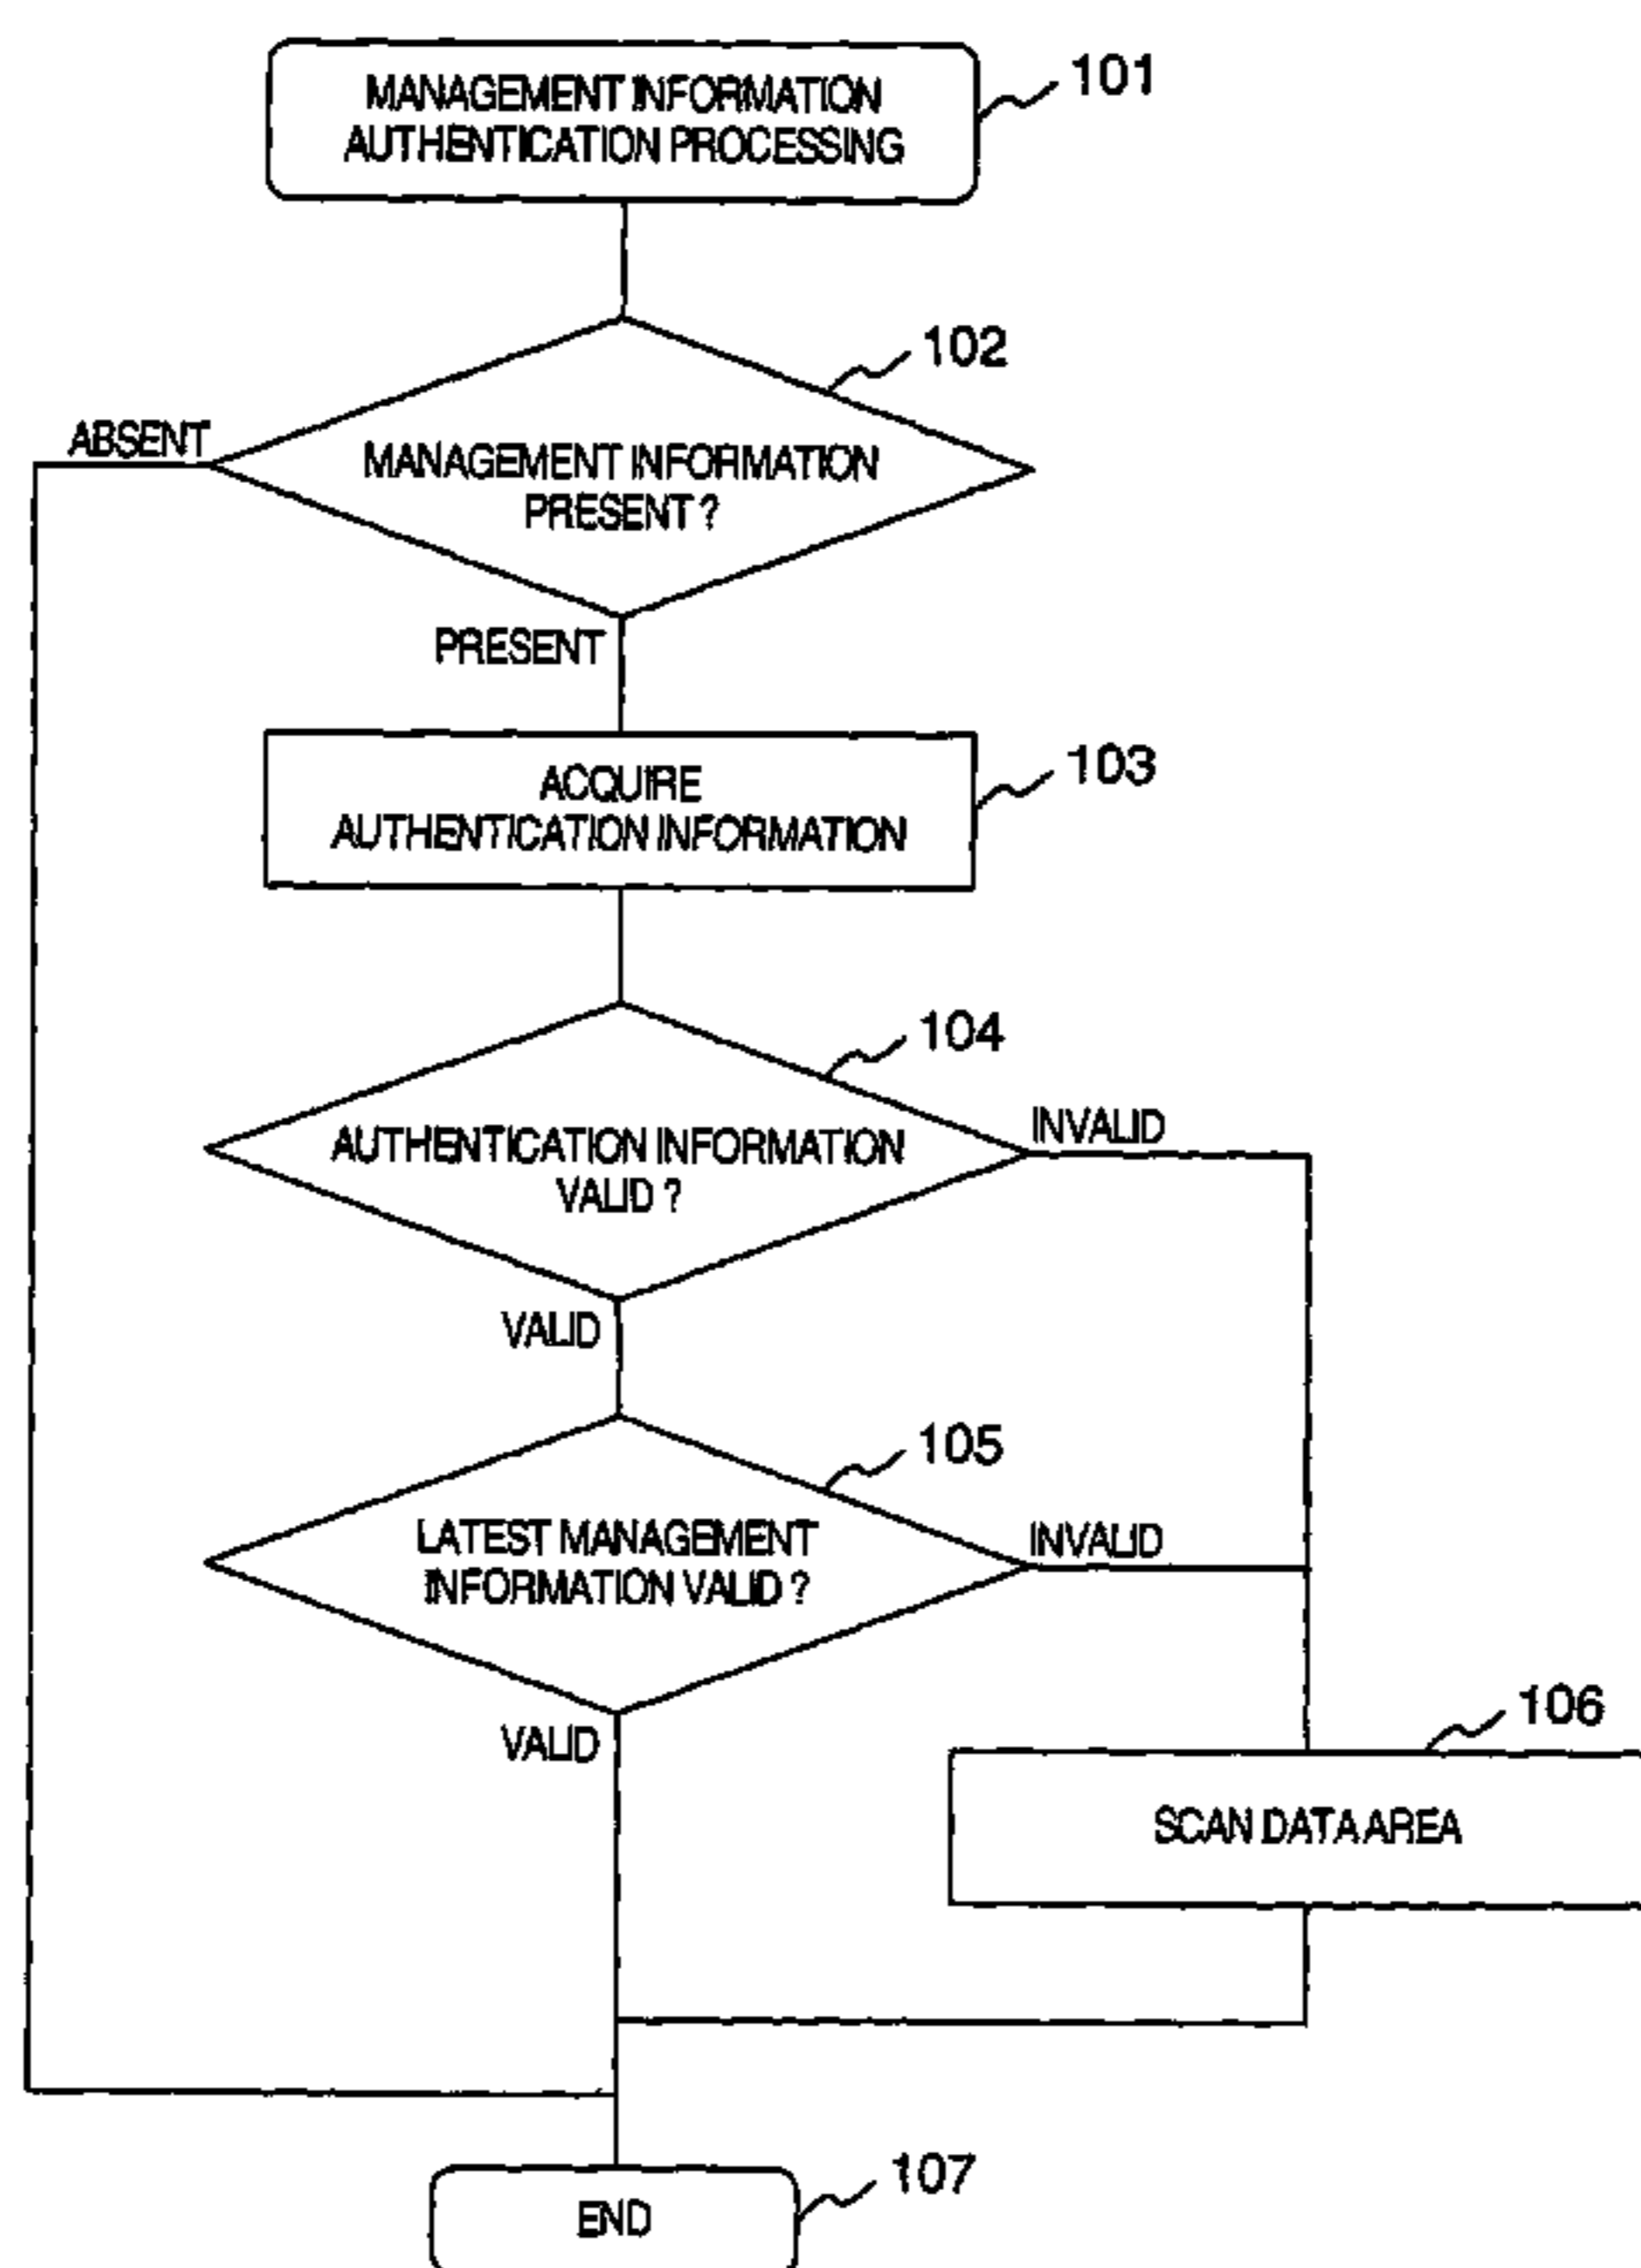 MANAGEMENT INFORMATION
AUTHENTICATION PROCESSING
101
102
ABSENT
MANAGEMENT INFORMATION
PRESENT ?
PRESENT
ACQUIRE
AUTHENTICATION INFORMATION
103
104
AUTHENTICATION INFORMATION
VALID ?
INVALID
VALID
105
LATEST MANAGEMENT
INFORMATION VALID ?
INVALID
VALID
106
SCAN DATA AREA
END
107